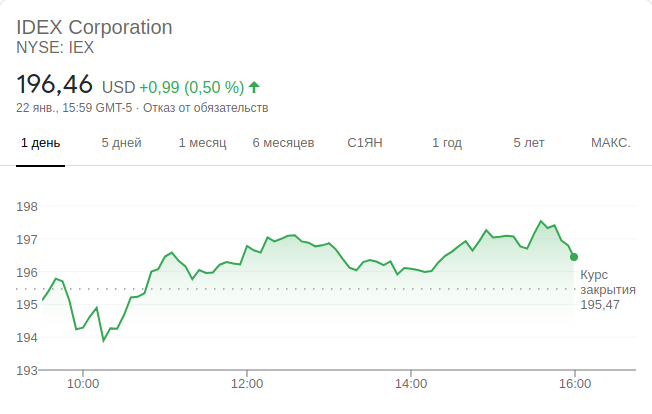 IDEX Corporation
NYSE: IEX
196,46 USD +0,99 (0,50 %)
22 янв., 15:59 GMT-5 · Отказ от обязательств
1 день 5 дней 1 месяц 6 месяцев С1ЯН 1 год 5 лет МАКС.
198
197
196
Курс
закрытия
195,47
195
194
193
10:00 12:00 14:00 16:00